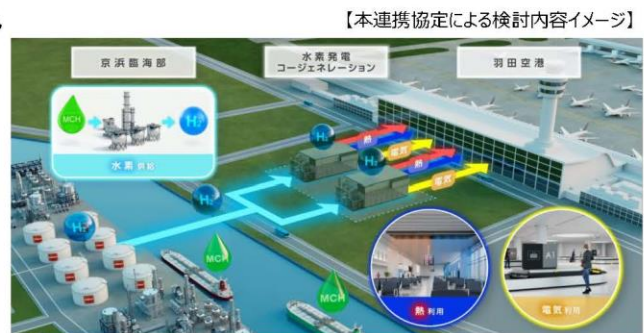 【本連携協定による検討内容イメージ】
京浜臨海部
水素発電
コージェネレーション
羽田空港
MCH
H₂
水素 供給
H₂
熱
電気
H₂
熱
電気
H₂
H₂
MCH
MCH
熱 利用
A1
電気 利用